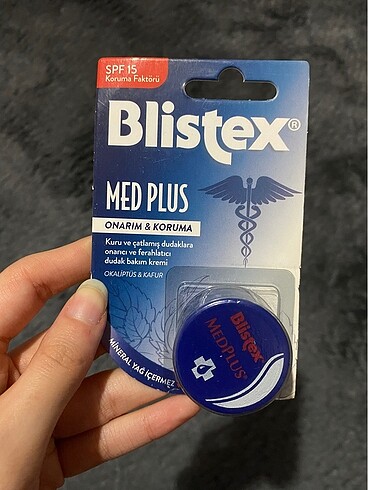 SPF 15
Koruma Faktörü
Blistex®
MED PLUS
ONARIM & KORUMA
Kuru ve çatlamış dudaklara
onarıcı ve ferahlatıcı
dudak bakım kremi
OKALİPTÜS & KAFUR
MİNERAL YAĞ İÇERMEZ
Blistex
MEDPLUS®